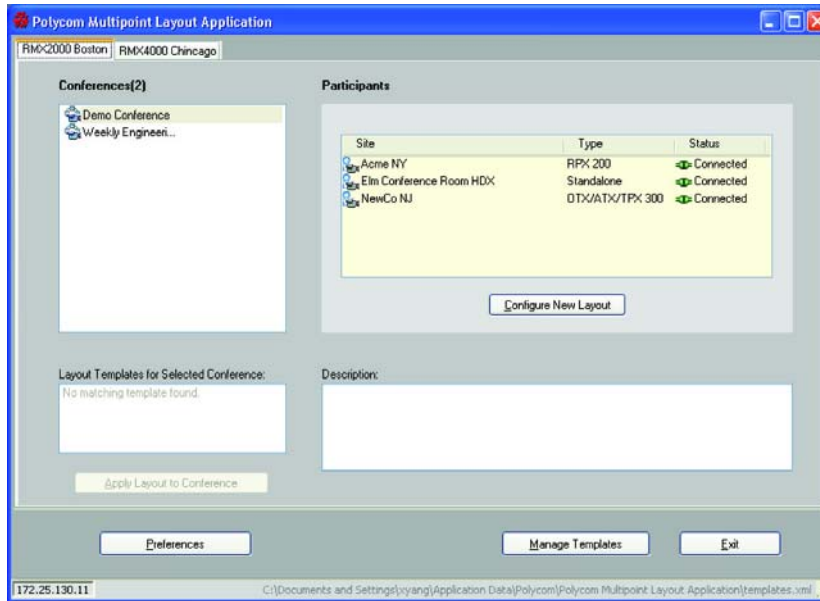 Polycom Multipoint Layout Application
RMX2000 Boston RMX4000 Chincago
Conferences(2)
Demo Conference
Weekly Engineeri...
Participants
Site Type Status
Acme NY RPX 200 Connected
Elm Conference Room HDX Standalone Connected
NewCo NJ OTX/ATX/TPX 300 Connected
Configure New Layout
Layout Templates for Selected Conference:
No matching template found.
Description:
Apply Layout to Conference
Preferences Manage Templates Exit
172.25.130.11 C:\Documents and Settings\xyang\Application Data\Polycom\Polycom Multipoint Layout Application\templates.xml